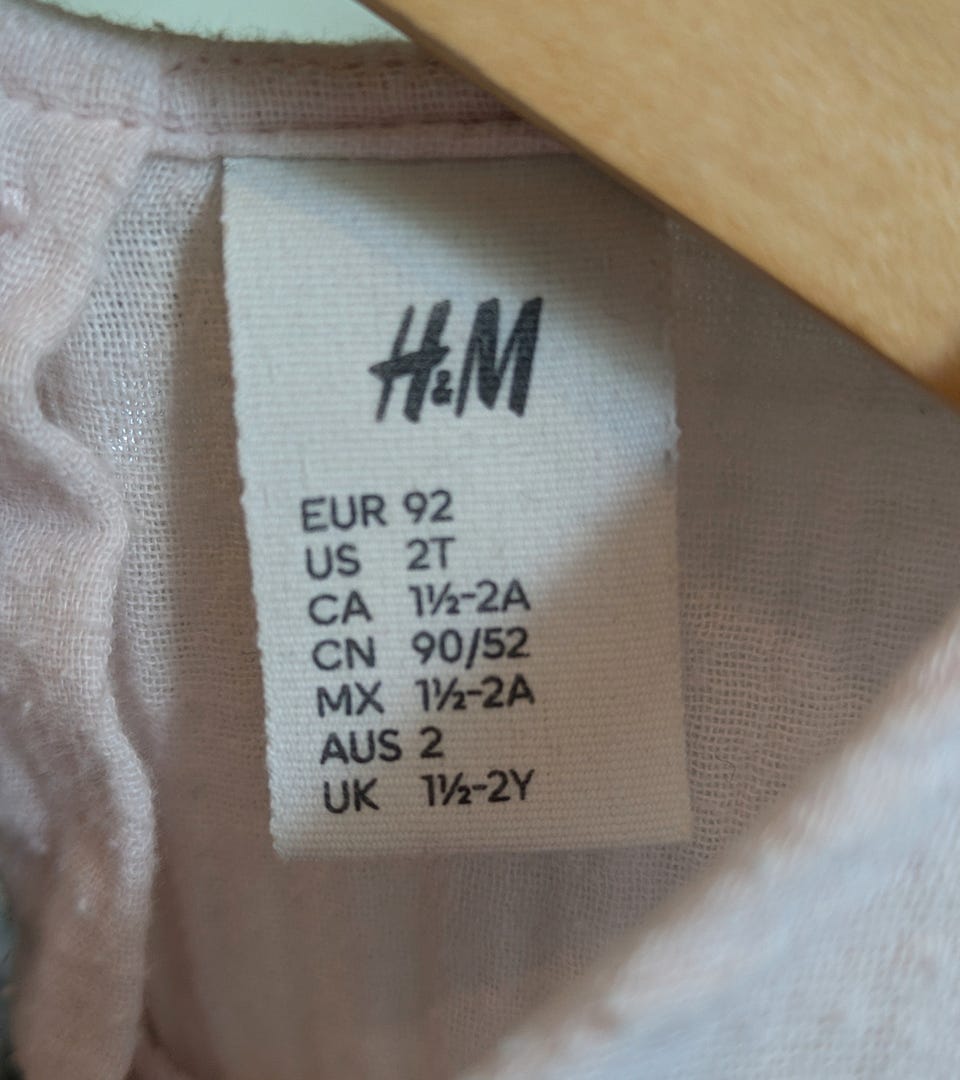 H&M
EUR 92
US 2T
CA 1½-2A
CN 90/52
MX 1½-2A
AUS 2
UK 1½-2Y